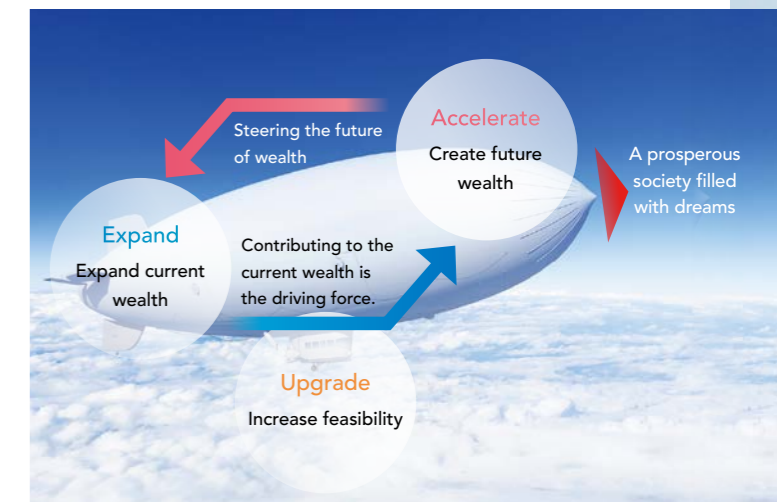 Accelerate
Create future
wealth
Steering the future
of wealth
A prosperous
society filled
with dreams
Expand
Expand current
wealth
Contributing to the
current wealth is
the driving force.
Upgrade
Increase feasibility